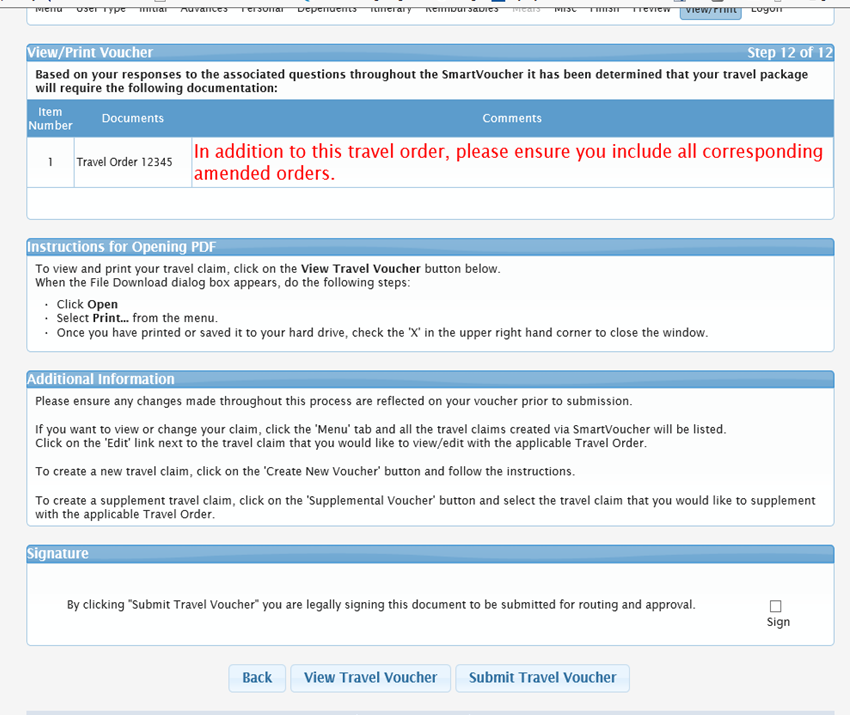 Menu User Type Initial Advances Personal Dependents Itinerary Reimbursables Meals Misc Finish Preview View/Print Logoff
View/Print Voucher Step 12 of 12
Based on your responses to the associated questions throughout the SmartVoucher it has been determined that your travel package
will require the following documentation:
Item
Number Documents Comments
1 Travel Order 12345 In addition to this travel order, please ensure you include all corresponding
amended orders.
Instructions for Opening PDF
To view and print your travel claim, click on the View Travel Voucher button below.
When the File Download dialog box appears, do the following steps:
· Click Open
· Select Print... from the menu.
· Once you have printed or saved it to your hard drive, check the 'X' in the upper right hand corner to close the window.
Additional Information
Please ensure any changes made throughout this process are reflected on your voucher prior to submission.
If you want to view or change your claim, click the 'Menu' tab and all the travel claims created via SmartVoucher will be listed.
Click on the 'Edit' link next to the travel claim that you would like to view/edit with the applicable Travel Order.
To create a new travel claim, click on the 'Create New Voucher' button and follow the instructions.
To create a supplement travel claim, click on the 'Supplemental Voucher' button and select the travel claim that you would like to supplement
with the applicable Travel Order.
Signature
By clicking "Submit Travel Voucher" you are legally signing this document to be submitted for routing and approval.
Sign
Back View Travel Voucher Submit Travel Voucher